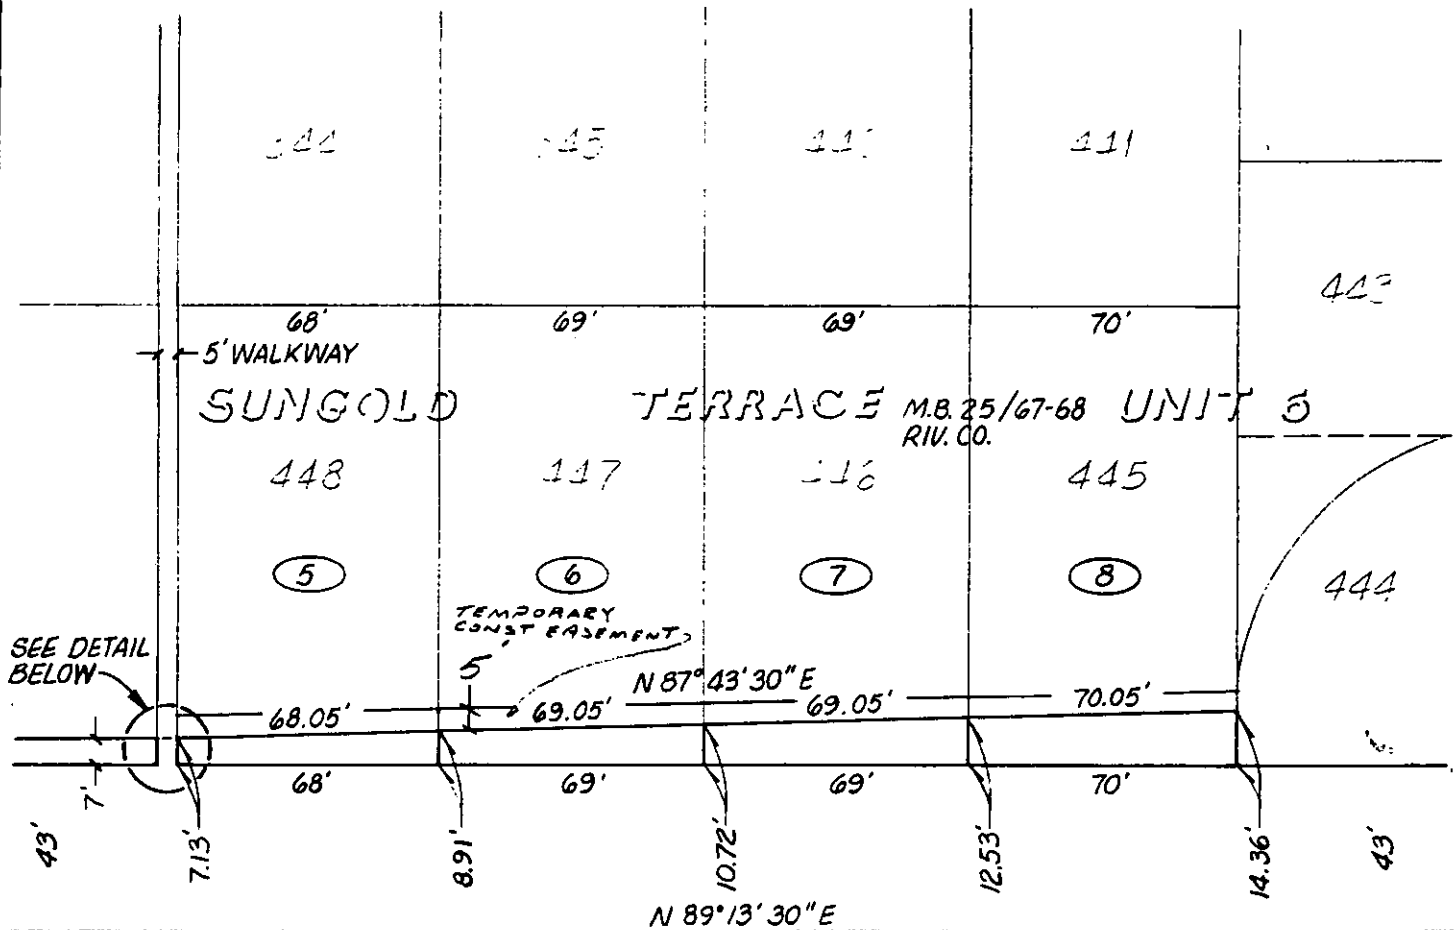 441
443
68' 69' 69' 70'
5' WALKWAY
SUNGOLD TERRACE M.B. 25/67-68 UNIT
RIV. CO.
448 447 445
5 6 7 8
444
TEMPORARY
CONST EASEMENT
5'
SEE DETAIL
BELOW
N 87° 43' 30" E
68.05' 69.05' 69.05' 70.05'
68' 69' 69' 70'
7'
43' 7.13' 8.91' 10.72' 12.53' 14.36' 43'
N 89° 13' 30" E